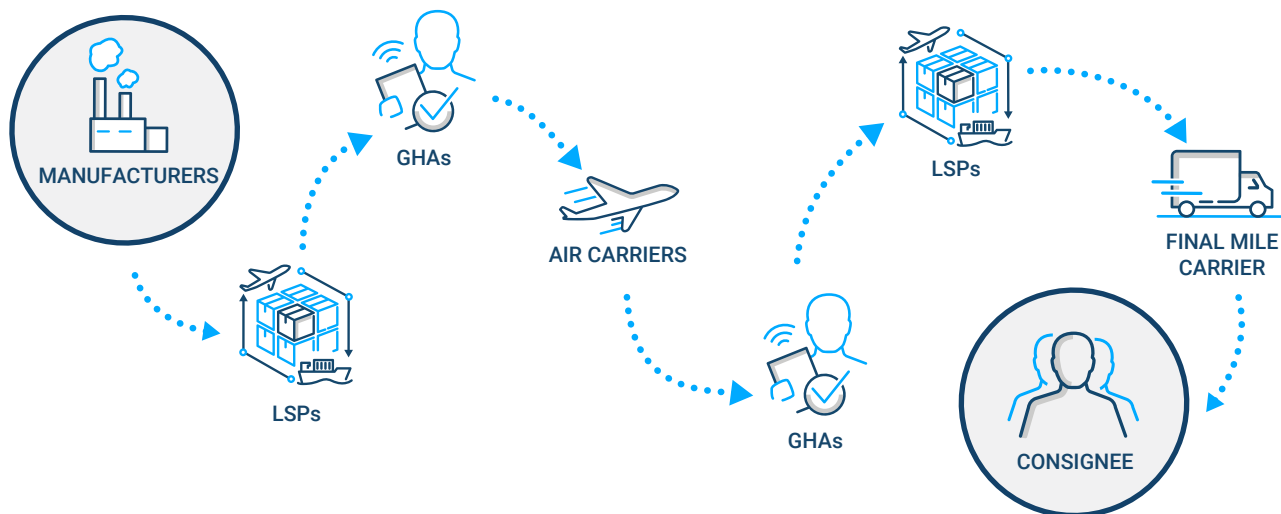 MANUFACTURERS
LSPs
GHAs
AIR CARRIERS
GHAs
LSPs
FINAL MILE
CARRIER
CONSIGNEE